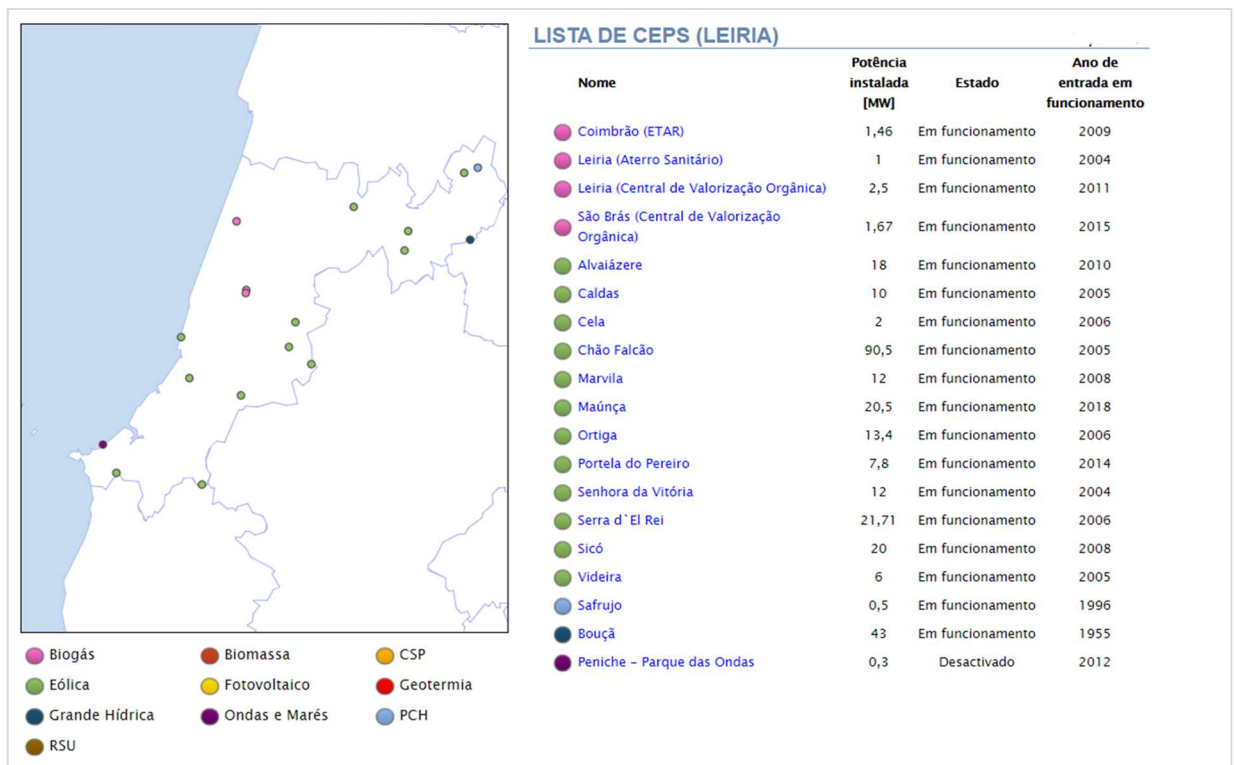 LISTA DE CEPS (LEIRIA)
Nome Potência instalada [MW] Estado Ano de entrada em funcionamento
Coimbrão (ETAR) 1,46 Em funcionamento 2009
Leiria (Aterro Sanitário) 1 Em funcionamento 2004
Leiria (Central de Valorização Orgânica) 2,5 Em funcionamento 2011
São Brás (Central de Valorização
Orgânica) 1,67 Em funcionamento 2015
Alvaiázere 18 Em funcionamento 2010
Caldas 10 Em funcionamento 2005
Cela 2 Em funcionamento 2006
Chão Falcão 90,5 Em funcionamento 2005
Marvila 12 Em funcionamento 2008
Maúnça 20,5 Em funcionamento 2018
Ortiga 13,4 Em funcionamento 2006
Portela do Pereiro 7,8 Em funcionamento 2014
Senhora da Vitória 12 Em funcionamento 2004
Serra d`El Rei 21,71 Em funcionamento 2006
Sicó 20 Em funcionamento 2008
Videira 6 Em funcionamento 2005
Safrujo 0,5 Em funcionamento 1996
Bouçã 43 Em funcionamento 1955
Peniche – Parque das Ondas 0,3 Desactivado 2012
Biogás Biomassa CSP
Eólica Fotovoltaico Geotermia
Grande Hídrica Ondas e Marés PCH
RSU